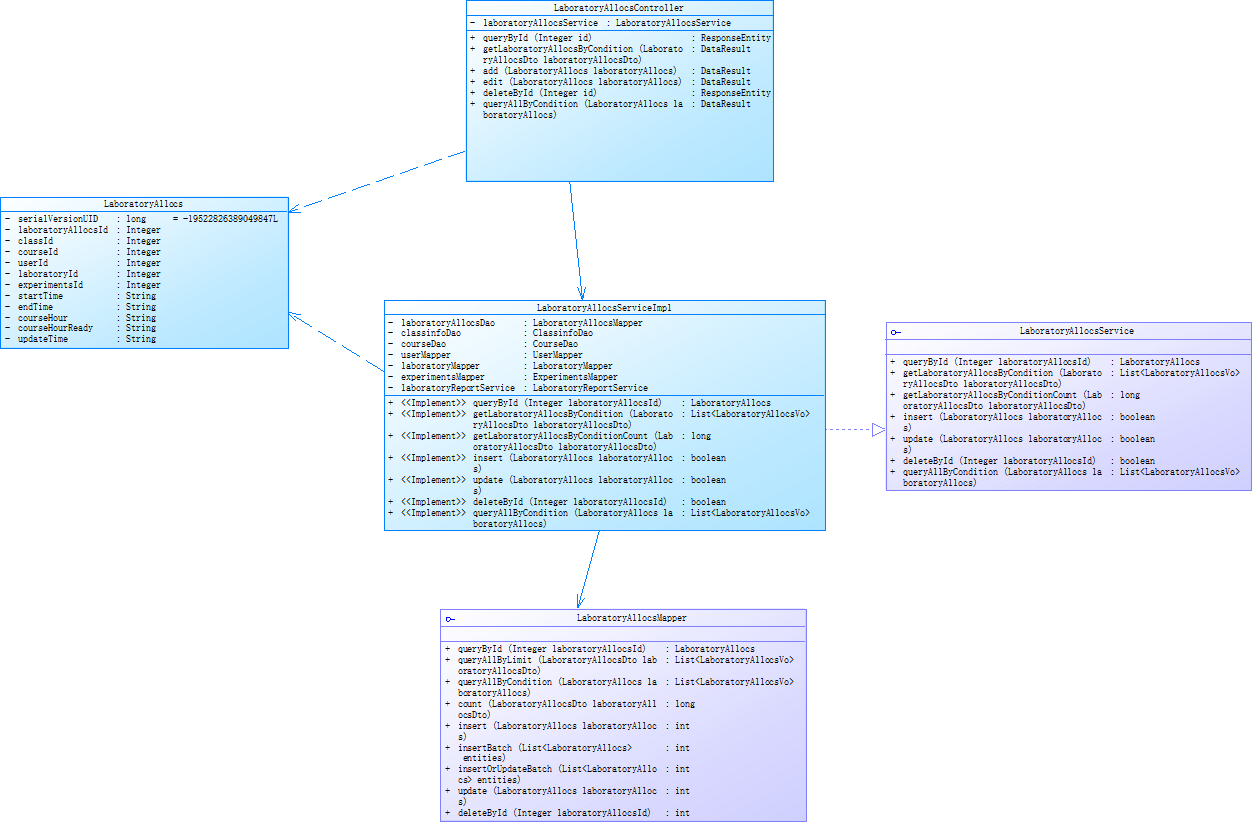 LaboratoryAllocsController
- laboratoryAllocsService : LaboratoryAllocsService
+ queryById (Integer id) : ResponseEntity
+ getLaboratoryAllocsByCondition (Laborato : DataResult
ryAllocsDto laboratoryAllocsDto)
+ add (LaboratoryAllocs laboratoryAllocs) : DataResult
+ edit (LaboratoryAllocs laboratoryAllocs) : DataResult
+ deleteById (Integer id) : ResponseEntity
+ queryAllByCondition (LaboratoryAllocs la : DataResult
boratoryAllocs)
LaboratoryAllocs
- serialVersionUID : long = -19522826389049847L
- laboratoryAllocsId : Integer
- classId : Integer
- courseId : Integer
- userId : Integer
- laboratoryId : Integer
- experimentsId : Integer
- startTime : String
- endTime : String
- courseHour : String
- courseHourReady : String
- updateTime : String
LaboratoryAllocsServiceImpl
- laboratoryAllocsDao : LaboratoryAllocsMapper
- classinfoDao : ClassinfoDao
- courseDao : CourseDao
- userMapper : UserMapper
- laboratoryMapper : LaboratoryMapper
- experimentsMapper : ExperimentsMapper
- laboratoryReportService : LaboratoryReportService
+ <<Implement>> queryById (Integer laboratoryAllocsId) : LaboratoryAllocs
+ <<Implement>> getLaboratoryAllocsByCondition (Laborato : List<LaboratoryAllocsVo>
ryAllocsDto laboratoryAllocsDto)
+ <<Implement>> getLaboratoryAllocsByConditionCount (Lab : long
oratoryAllocsDto laboratoryAllocsDto)
+ <<Implement>> insert (LaboratoryAllocs laboratoryAlloc : boolean
s)
+ <<Implement>> update (LaboratoryAllocs laboratoryAlloc : boolean
s)
+ <<Implement>> deleteById (Integer laboratoryAllocsId) : boolean
+ <<Implement>> queryAllByCondition (LaboratoryAllocs la : List<LaboratoryAllocsVo>
boratoryAllocs)
LaboratoryAllocsService
+ queryById (Integer laboratoryAllocsId) : LaboratoryAllocs
+ getLaboratoryAllocsByCondition (Laborato : List<LaboratoryAllocsVo>
ryAllocsDto laboratoryAllocsDto)
+ getLaboratoryAllocsByConditionCount (Lab : long
oratoryAllocsDto laboratoryAllocsDto)
+ insert (LaboratoryAllocs laboratoryAlloc : boolean
s)
+ update (LaboratoryAllocs laboratoryAlloc : boolean
s)
+ deleteById (Integer laboratoryAllocsId) : boolean
+ queryAllByCondition (LaboratoryAllocs la : List<LaboratoryAllocsVo>
boratoryAllocs)
LaboratoryAllocsMapper
+ queryById (Integer laboratoryAllocsId) : LaboratoryAllocs
+ queryAllByLimit (LaboratoryAllocsDto lab : List<LaboratoryAllocsVo>
oratoryAllocsDto)
+ queryAllByCondition (LaboratoryAllocs la : List<LaboratoryAllocsVo>
boratoryAllocs)
+ count (LaboratoryAllocsDto laboratoryAll : long
ocsDto)
+ insert (LaboratoryAllocs laboratoryAlloc : int
s)
+ insertBatch (List<LaboratoryAllocs> : int
entities)
+ insertOrUpdateBatch (List<LaboratoryAllo : int
cs> entities)
+ update (LaboratoryAllocs laboratoryAlloc : int
s)
+ deleteById (Integer laboratoryAllocsId) : int